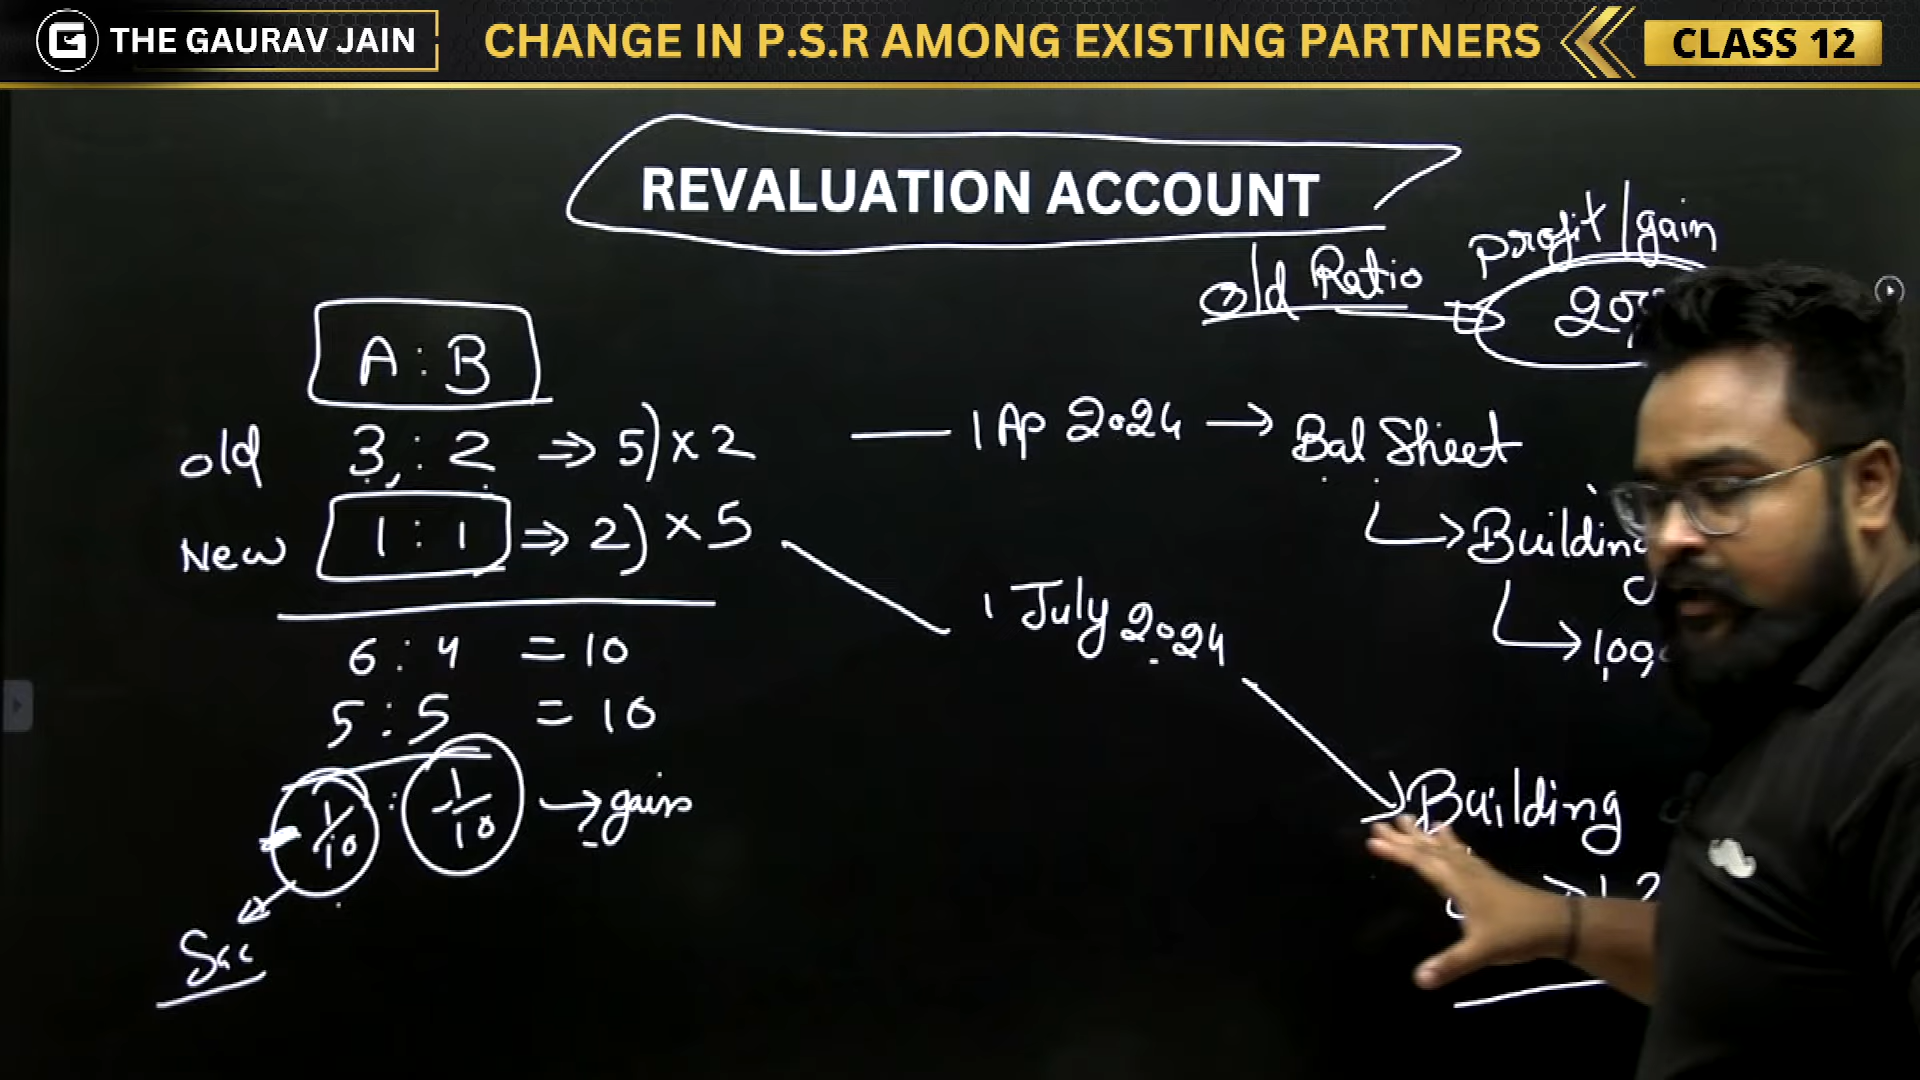 THE GAURAV JAIN
CHANGE IN P.S.R AMONG EXISTING PARTNERS
CLASS 12
REVALUATION ACCOUNT
Profit/gain
old Ratio
A : B
old 3 : 2 ⇒ 5) × 2
1 Ap 2024 → Bal Sheet
New 1 : 1 ⇒ 2) × 5
Building
1 July 2024
6 : 4 = 10
5 : 5 = 10
1/10 : 1/10 → gain
Building
Sac